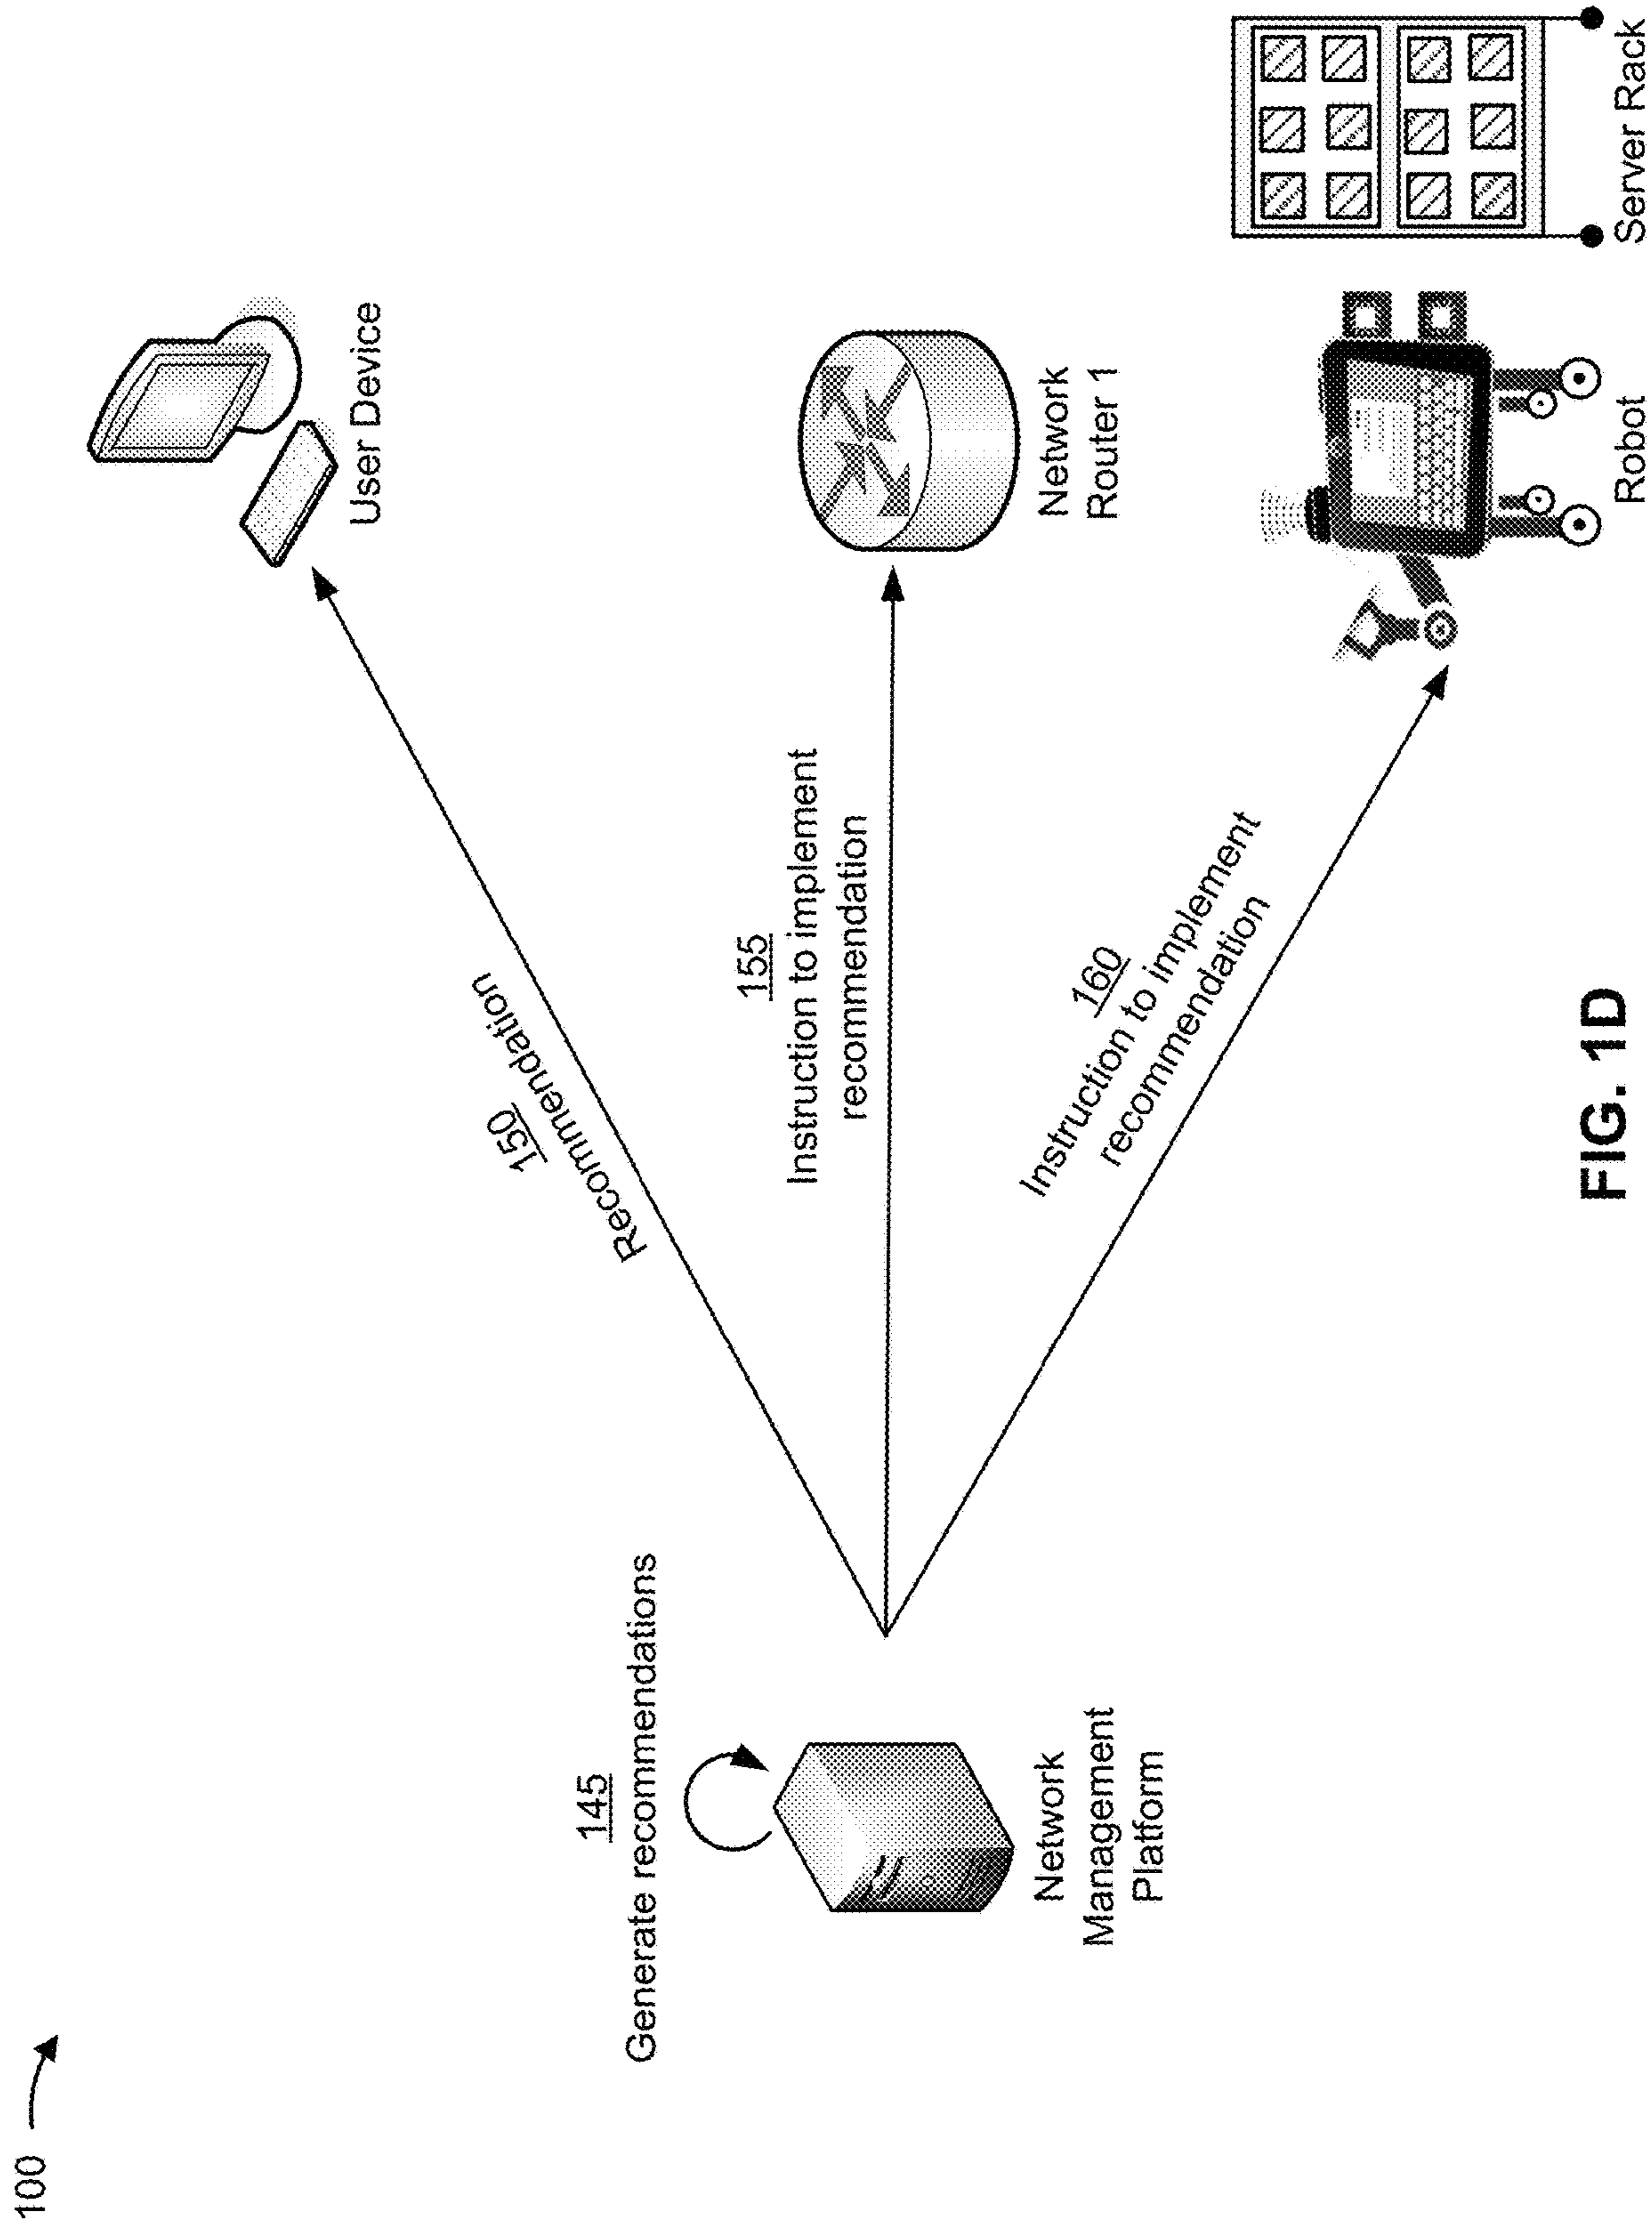 100
145
Generate recommendations
Network
Management
Platform
150
Recommendation
User Device
155
Instruction to implement
recommendation
Network
Router 1
160
Instruction to implement
recommendation
Robot
Server Rack
FIG. 1D